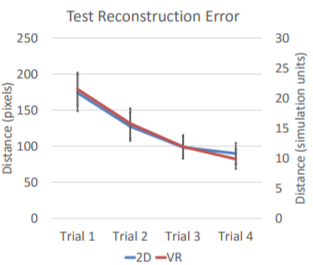 Test Reconstruction Error
Distance (pixels)
250
200
150
100
50
0
30
25
20
15
10
5
0
Distance (simulation units)
Trial 1 Trial 2 Trial 3 Trial 4
2D VR